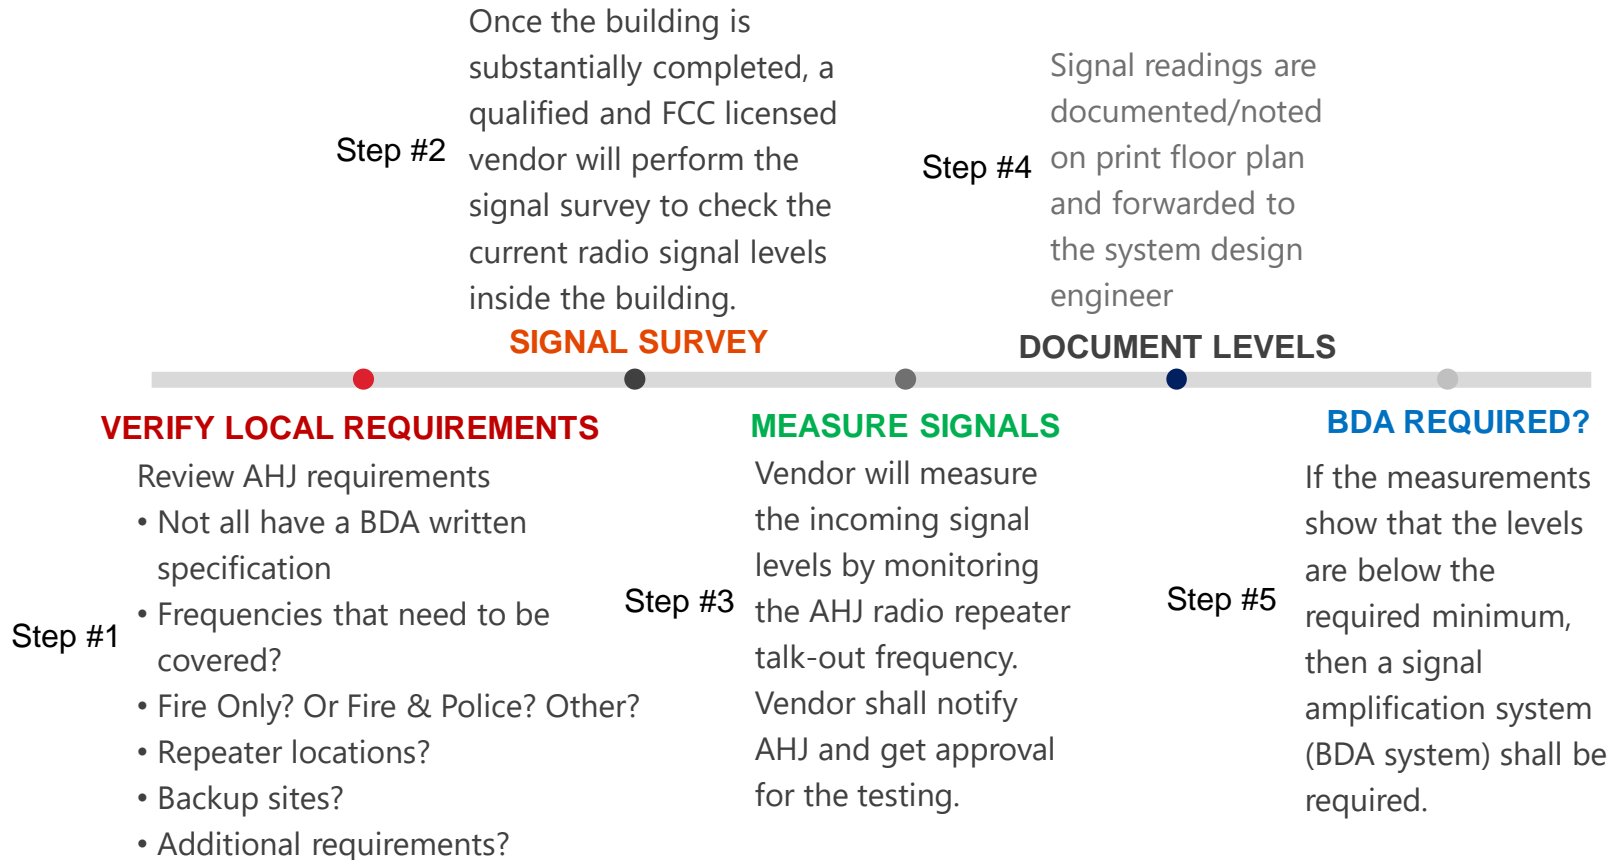 Step #1
VERIFY LOCAL REQUIREMENTS
Review AHJ requirements
• Not all have a BDA written
specification
• Frequencies that need to be
covered?
• Fire Only? Or Fire & Police? Other?
• Repeater locations?
• Backup sites?
• Additional requirements?
Step #2
Once the building is
substantially completed, a
qualified and FCC licensed
vendor will perform the
signal survey to check the
current radio signal levels
inside the building.
SIGNAL SURVEY
Step #3
MEASURE SIGNALS
Vendor will measure
the incoming signal
levels by monitoring
the AHJ radio repeater
talk-out frequency.
Vendor shall notify
AHJ and get approval
for the testing.
Step #4
Signal readings are
documented/noted
on print floor plan
and forwarded to
the system design
engineer
DOCUMENT LEVELS
Step #5
BDA REQUIRED?
If the measurements
show that the levels
are below the
required minimum,
then a signal
amplification system
(BDA system) shall be
required.